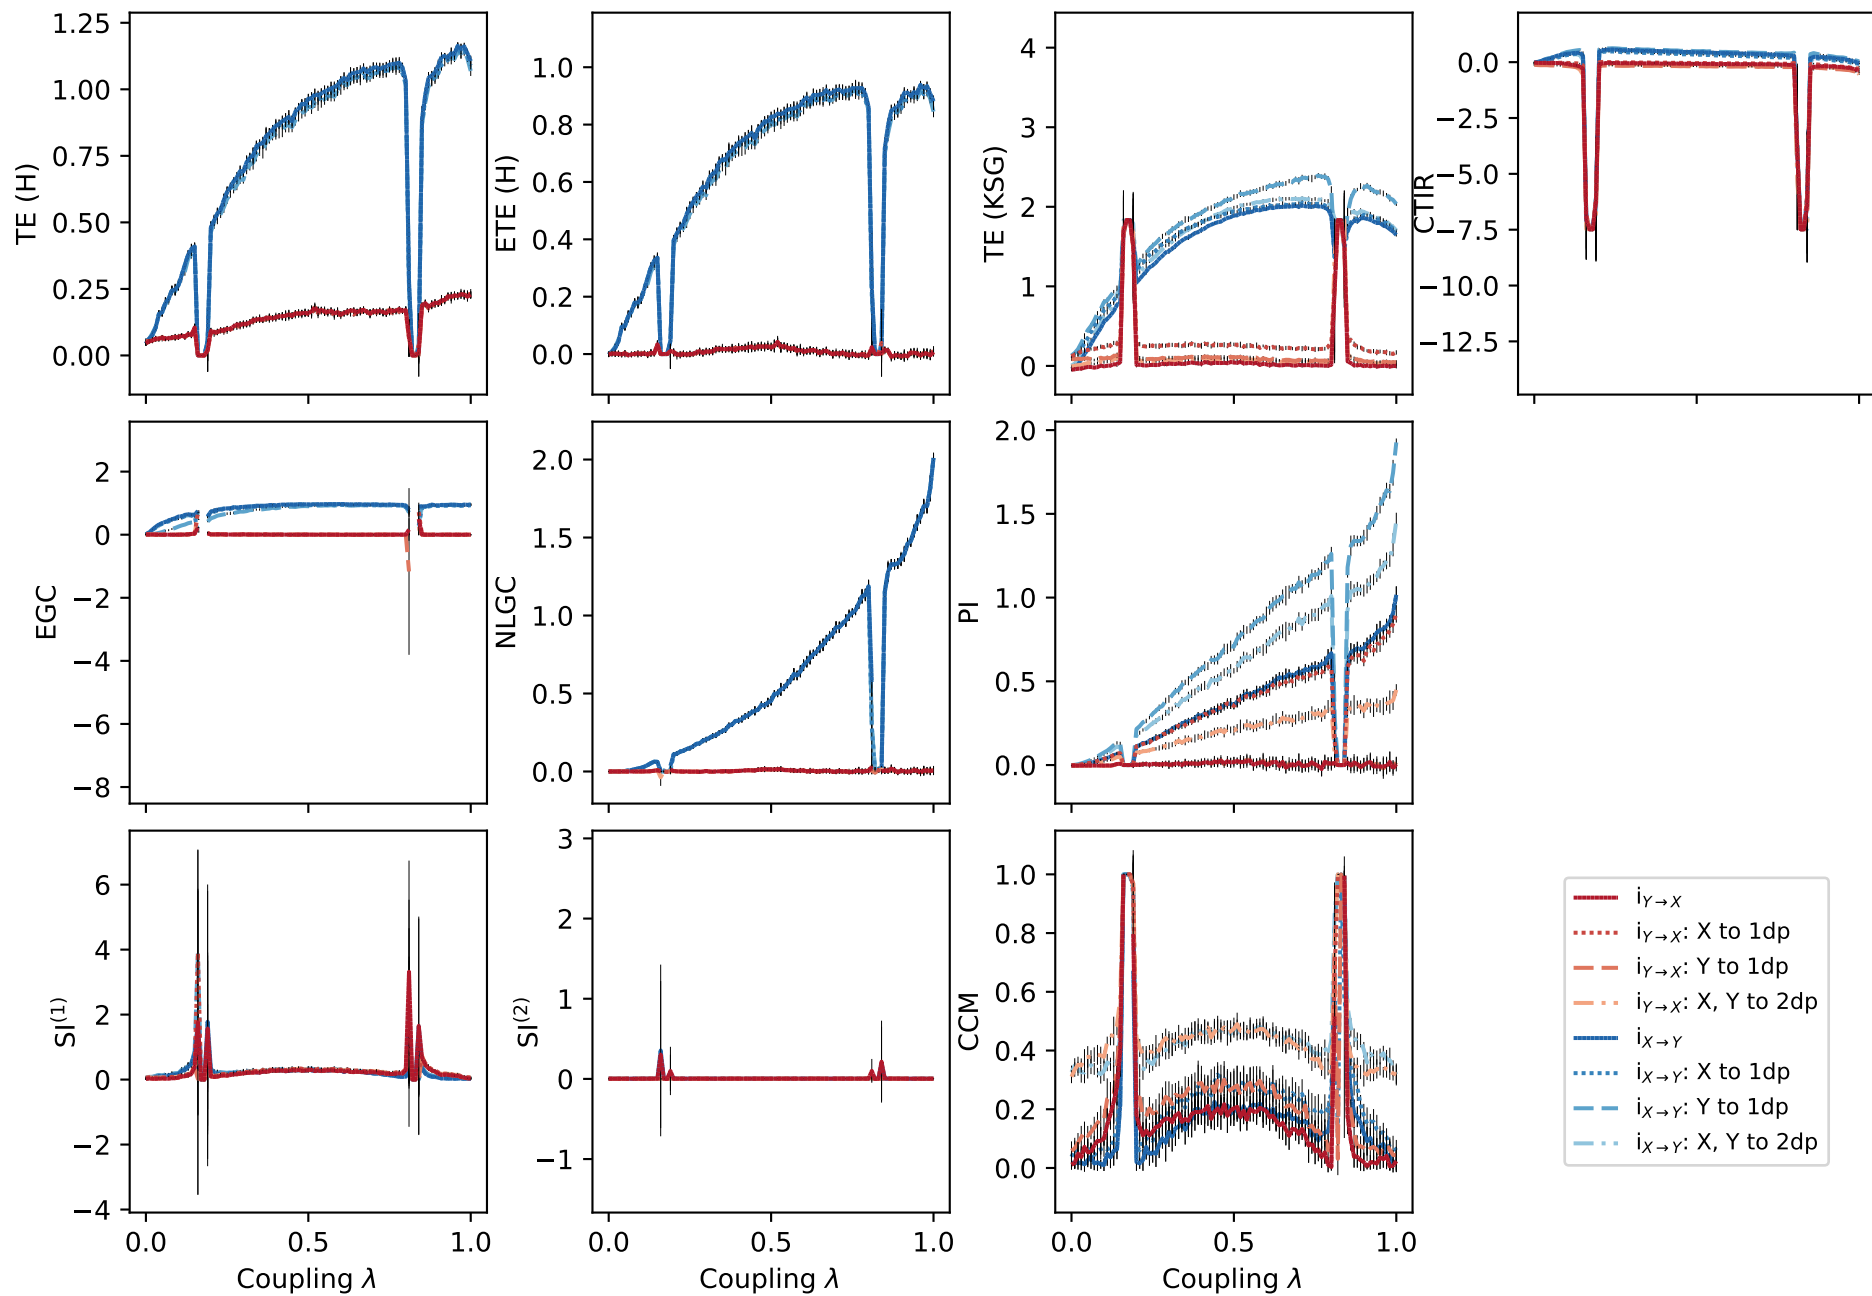 1.25
1.00
0.75
0.50
0.25
0.00
TE (H)
1.0
0.8
0.6
0.4
0.2
0.0
ETE (H)
4
3
2
1
0
TE (KSG)
0.0
−2.5
−5.0
−7.5
−10.0
−12.5
CTIR
2
0
−2
−4
−6
−8
EGC
2.0
1.5
1.0
0.5
0.0
NLGC
2.0
1.5
1.0
0.5
0.0
PI
6
4
2
0
−2
−4
SI(1)
0.0 0.5 1.0
Coupling λ
3
2
1
0
−1
SI(2)
0.0 0.5 1.0
Coupling λ
1.0
0.8
0.6
0.4
0.2
0.0
CCM
0.0 0.5 1.0
Coupling λ
iY→X
iY→X: X to 1dp
iY→X: Y to 1dp
iY→X: X, Y to 2dp
iX→Y
iX→Y: X to 1dp
iX→Y: Y to 1dp
iX→Y: X, Y to 2dp